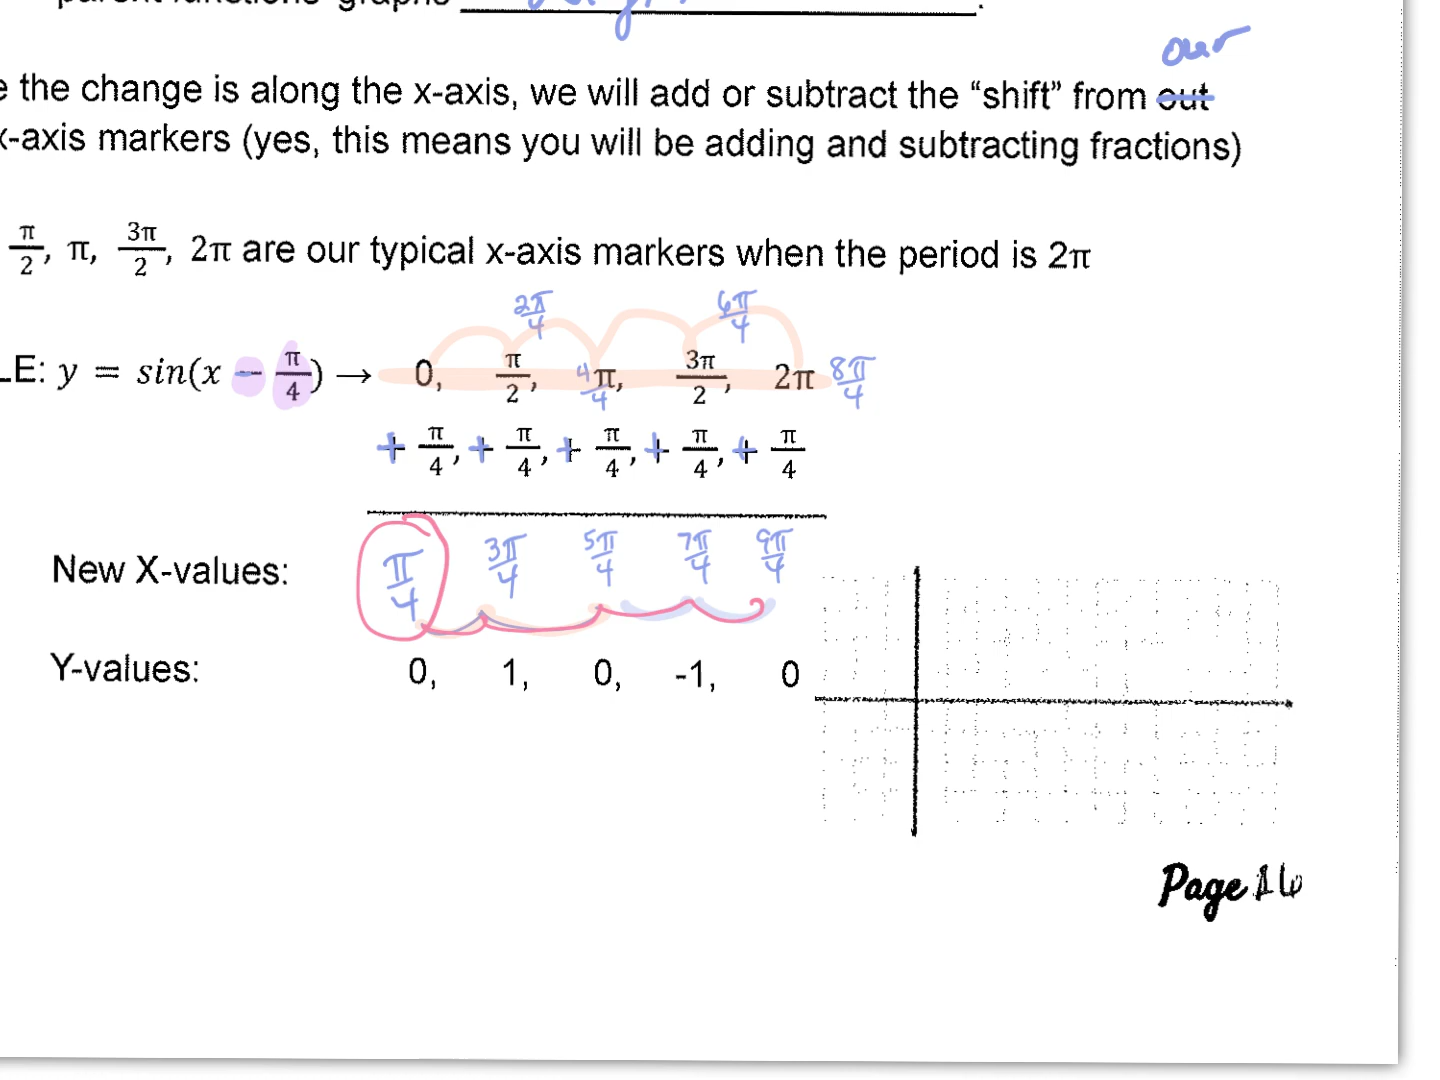 parent functions' graphs
our
the change is along the x-axis, we will add or subtract the “shift” from out
x-axis markers (yes, this means you will be adding and subtracting fractions)
π/2, π, 3π/2, 2π are our typical x-axis markers when the period is 2π
2π/4 6π/4
LE: y = sin(x − π/4) → 0, π/2, 4/4 π, 3π/2, 2π 8π/4
+ π/4, + π/4, + π/4, + π/4, + π/4
New X-values: π/4 3π/4 5π/4 7π/4 9π/4
Y-values: 0, 1, 0, -1, 0
Page 16